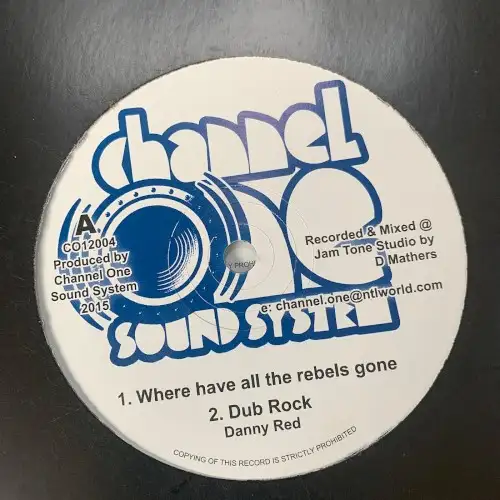 channel
ONE
SOUND SYSTEM
A
CO12004
Produced by
Channel One
Sound System
2015
Recorded & Mixed @
Jam Tone Studio by
D Mathers
e: channel.one@ntlworld.com
1. Where have all the rebels gone
2. Dub Rock
Danny Red
COPYING OF THIS RECORD IS STRICTLY PROHIBITED